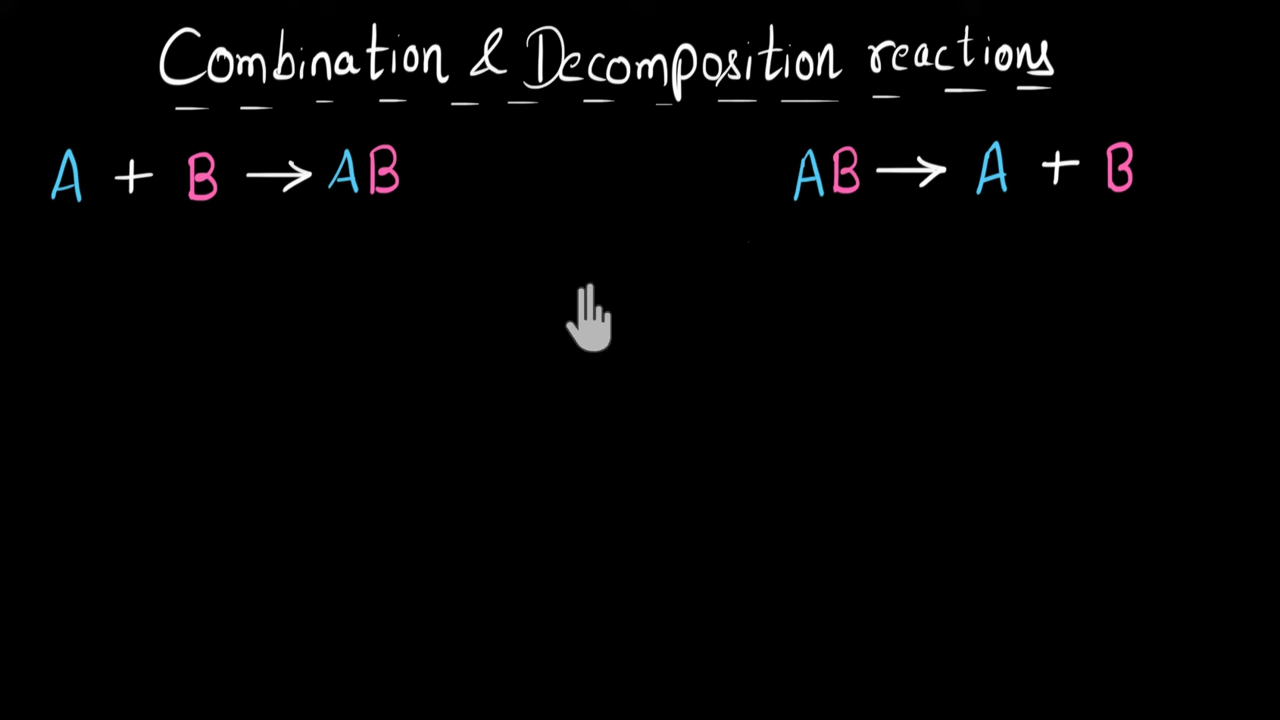 Combination & Decomposition reactions
A + B → AB
AB → A + B